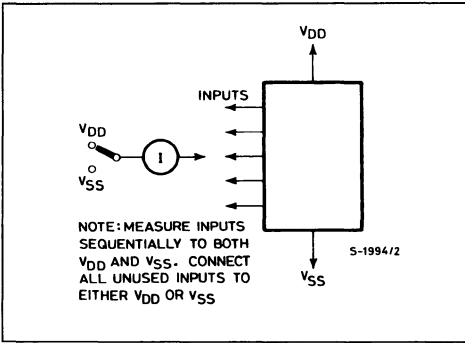 VDD
INPUTS
VDD
I
VSS
NOTE: MEASURE INPUTS
SEQUENTIALLY TO BOTH
VDD AND VSS. CONNECT
ALL UNUSED INPUTS TO
EITHER VDD OR VSS
S-1994/2
VSS